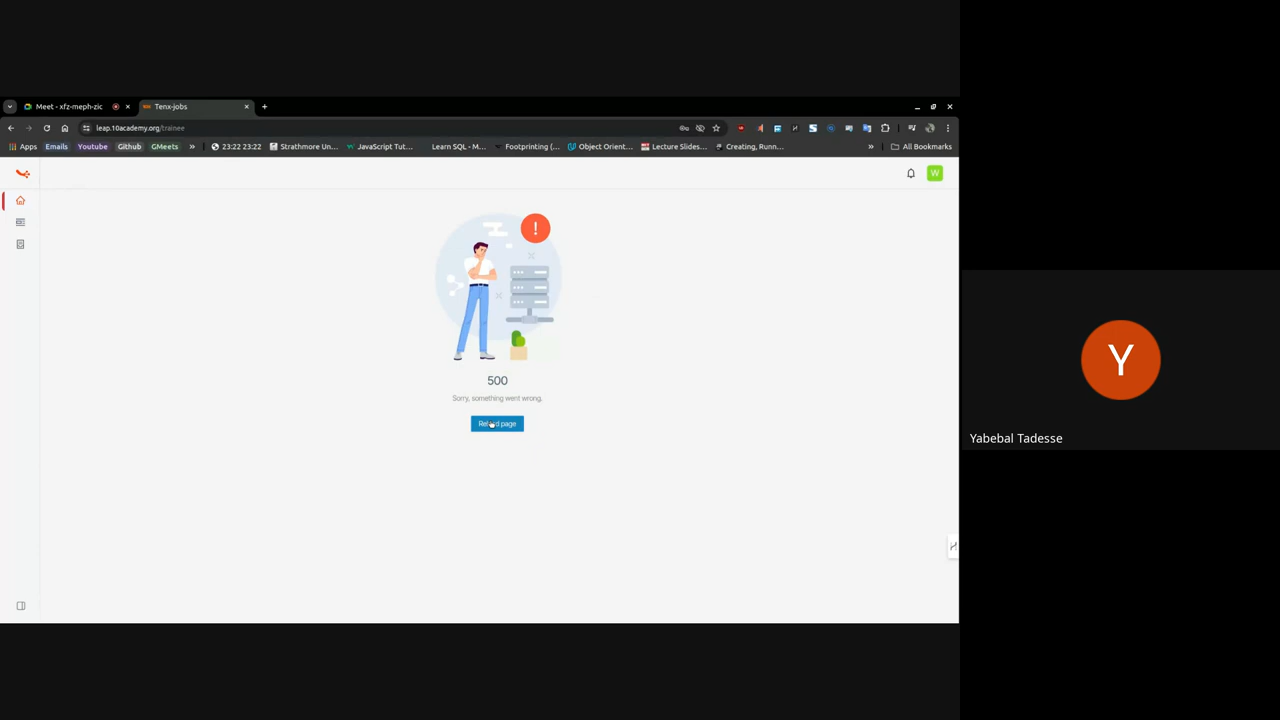 Meet - xfz-meph-zic
Tenx-jobs
leap.10academy.org/trainee
Apps Emails Youtube Github GMeets » 23:22 23:22 Strathmore Un... JavaScript Tut... Learn SQL - M... Footprinting (... Object Orient... Lecture Slides... Creating, Runn... » All Bookmarks
W
!
500
Sorry, something went wrong.
Reload page
Y
Yabebal Tadesse